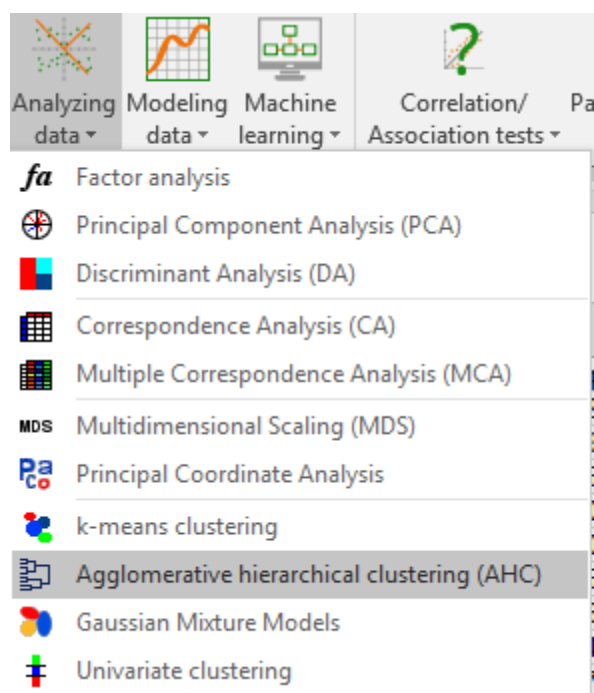 Analyzing data
Modeling data
Machine learning
Correlation/ Association tests
Pa
fa Factor analysis
Principal Component Analysis (PCA)
Discriminant Analysis (DA)
Correspondence Analysis (CA)
Multiple Correspondence Analysis (MCA)
MDS Multidimensional Scaling (MDS)
PaCo Principal Coordinate Analysis
k-means clustering
Agglomerative hierarchical clustering (AHC)
Gaussian Mixture Models
Univariate clustering